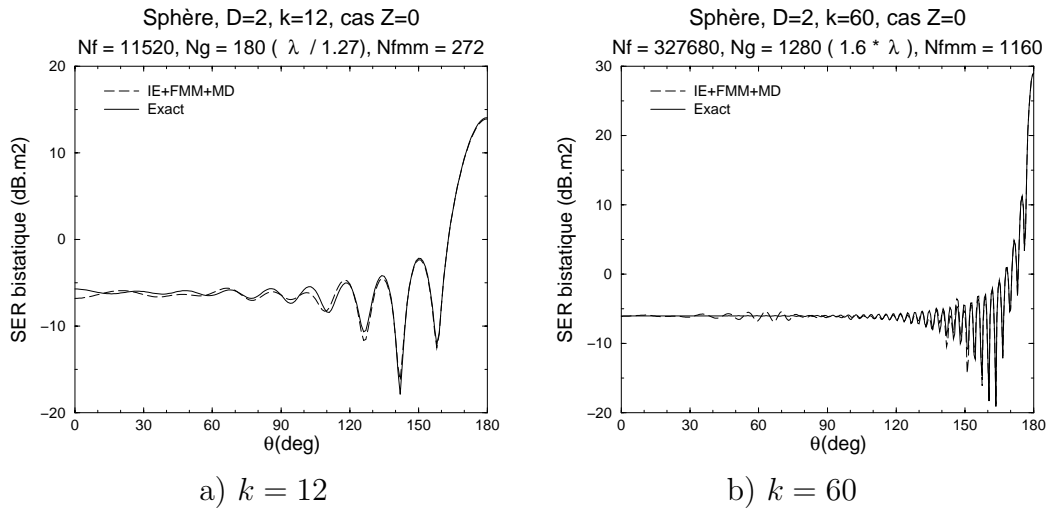 Sphère, D=2, k=12, cas Z=0
Nf = 11520, Ng = 180 ( λ / 1.27), Nfmm = 272
20
10
0
−10
−20
SER bistatique (dB.m2)
IE+FMM+MD
Exact
0
30
60
90
120
150
180
θ(deg)
a) k = 12
Sphère, D=2, k=60, cas Z=0
Nf = 327680, Ng = 1280 ( 1.6 * λ ), Nfmm = 1160
30
20
10
0
−10
−20
SER bistatique (dB.m2)
IE+FMM+MD
Exact
0
30
60
90
120
150
180
θ(deg)
b) k = 60